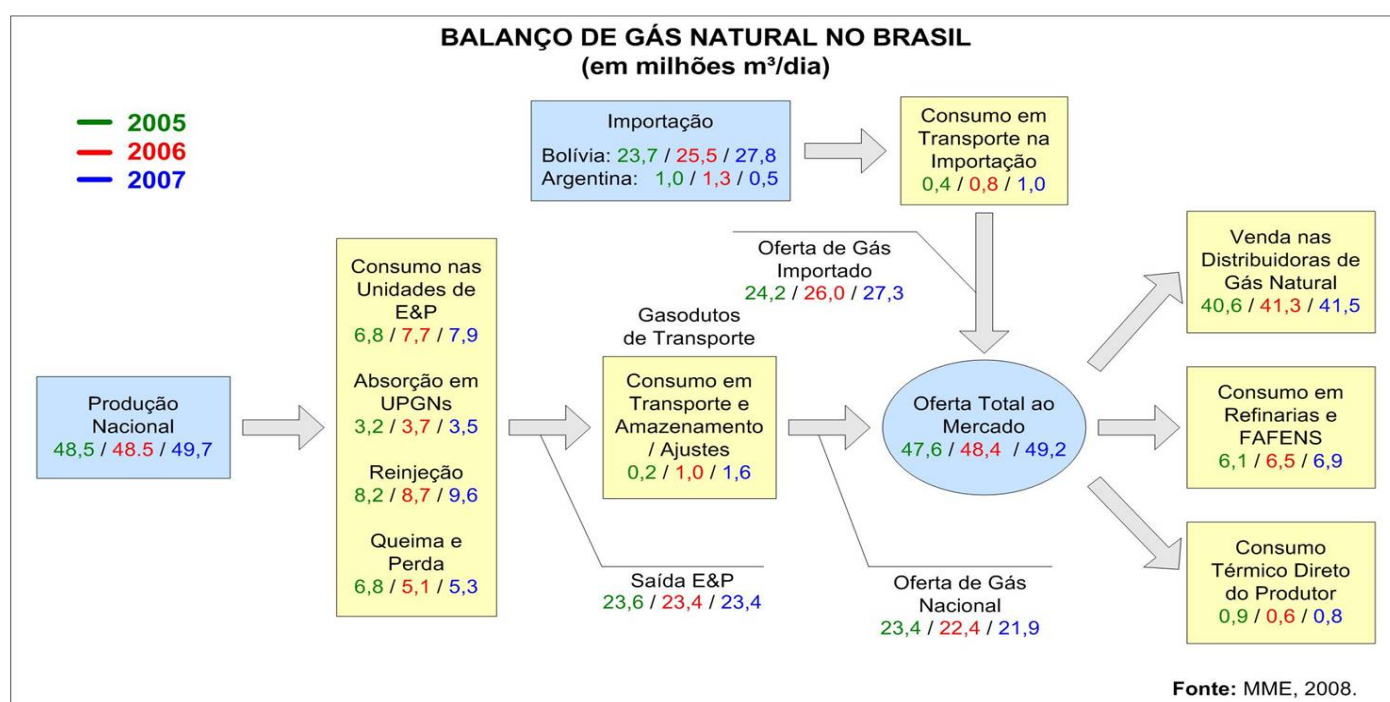 BALANÇO DE GÁS NATURAL NO BRASIL
(em milhões m³/dia)
2005
2006
2007
Importação
Bolívia: 23,7 / 25,5 / 27,8
Argentina: 1,0 / 1,3 / 0,5
Consumo em
Transporte na
Importação
0,4 / 0,8 / 1,0
Oferta de Gás
Importado
24,2 / 26,0 / 27,3
Produção
Nacional
48,5 / 48.5 / 49,7
Consumo nas
Unidades de
E&P
6,8 / 7,7 / 7,9
Absorção em
UPGNs
3,2 / 3,7 / 3,5
Reinjeção
8,2 / 8,7 / 9,6
Queima e
Perda
6,8 / 5,1 / 5,3
Saída E&P
23,6 / 23,4 / 23,4
Gasodutos
de Transporte
Consumo em
Transporte e
Amazenamento
/ Ajustes
0,2 / 1,0 / 1,6
Oferta de Gás
Nacional
23,4 / 22,4 / 21,9
Oferta Total ao
Mercado
47,6 / 48,4 / 49,2
Venda nas
Distribuidoras de
Gás Natural
40,6 / 41,3 / 41,5
Consumo em
Refinarias e
FAFENS
6,1 / 6,5 / 6,9
Consumo
Térmico Direto
do Produtor
0,9 / 0,6 / 0,8
Fonte: MME, 2008.